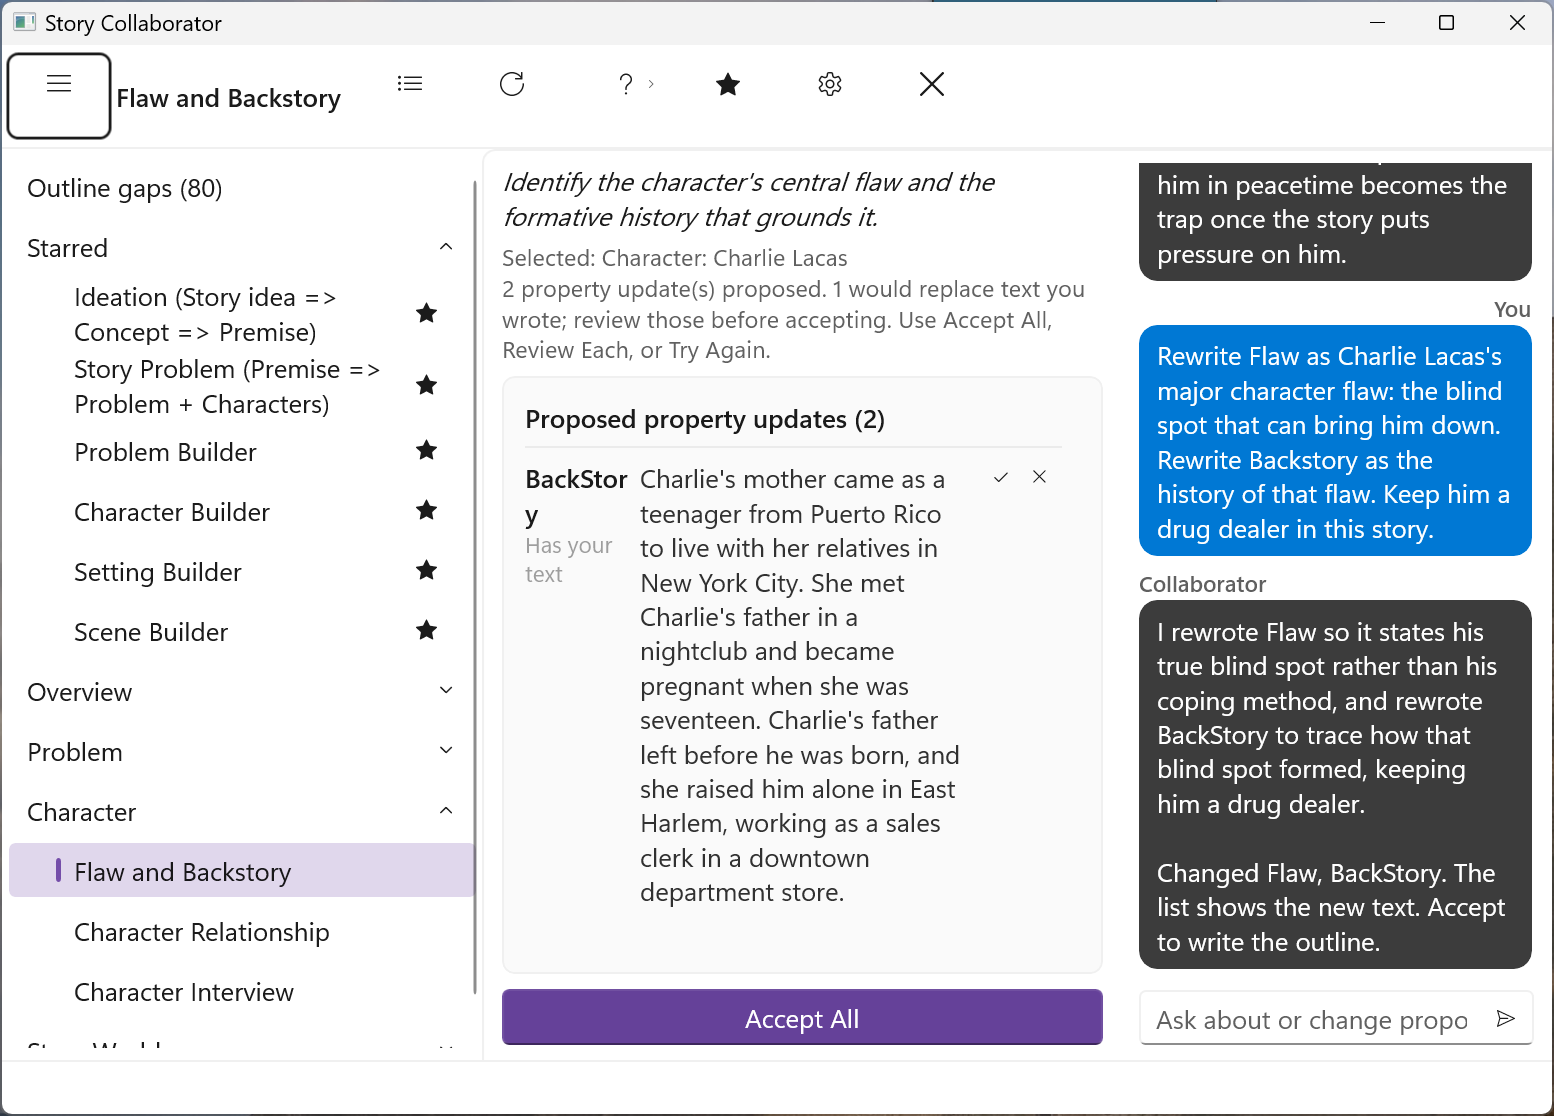 Story Collaborator
Flaw and Backstory
?
Outline gaps (80)
Starred
Ideation (Story idea =>
Concept => Premise)
Story Problem (Premise =>
Problem + Characters)
Problem Builder
Character Builder
Setting Builder
Scene Builder
Overview
Problem
Character
Flaw and Backstory
Character Relationship
Character Interview
Identify the character's central flaw and the
formative history that grounds it.
Selected: Character: Charlie Lacas
2 property update(s) proposed. 1 would replace text you
wrote; review those before accepting. Use Accept All,
Review Each, or Try Again.
Proposed property updates (2)
BackStor
y
Has your
text
Charlie's mother came as a
teenager from Puerto Rico
to live with her relatives in
New York City. She met
Charlie's father in a
nightclub and became
pregnant when she was
seventeen. Charlie's father
left before he was born, and
she raised him alone in East
Harlem, working as a sales
clerk in a downtown
department store.
Accept All
him in peacetime becomes the
trap once the story puts
pressure on him.
You
Rewrite Flaw as Charlie Lacas's
major character flaw: the blind
spot that can bring him down.
Rewrite Backstory as the
history of that flaw. Keep him a
drug dealer in this story.
Collaborator
I rewrote Flaw so it states his
true blind spot rather than his
coping method, and rewrote
BackStory to trace how that
blind spot formed, keeping
him a drug dealer.
Changed Flaw, BackStory. The
list shows the new text. Accept
to write the outline.
Ask about or change propo